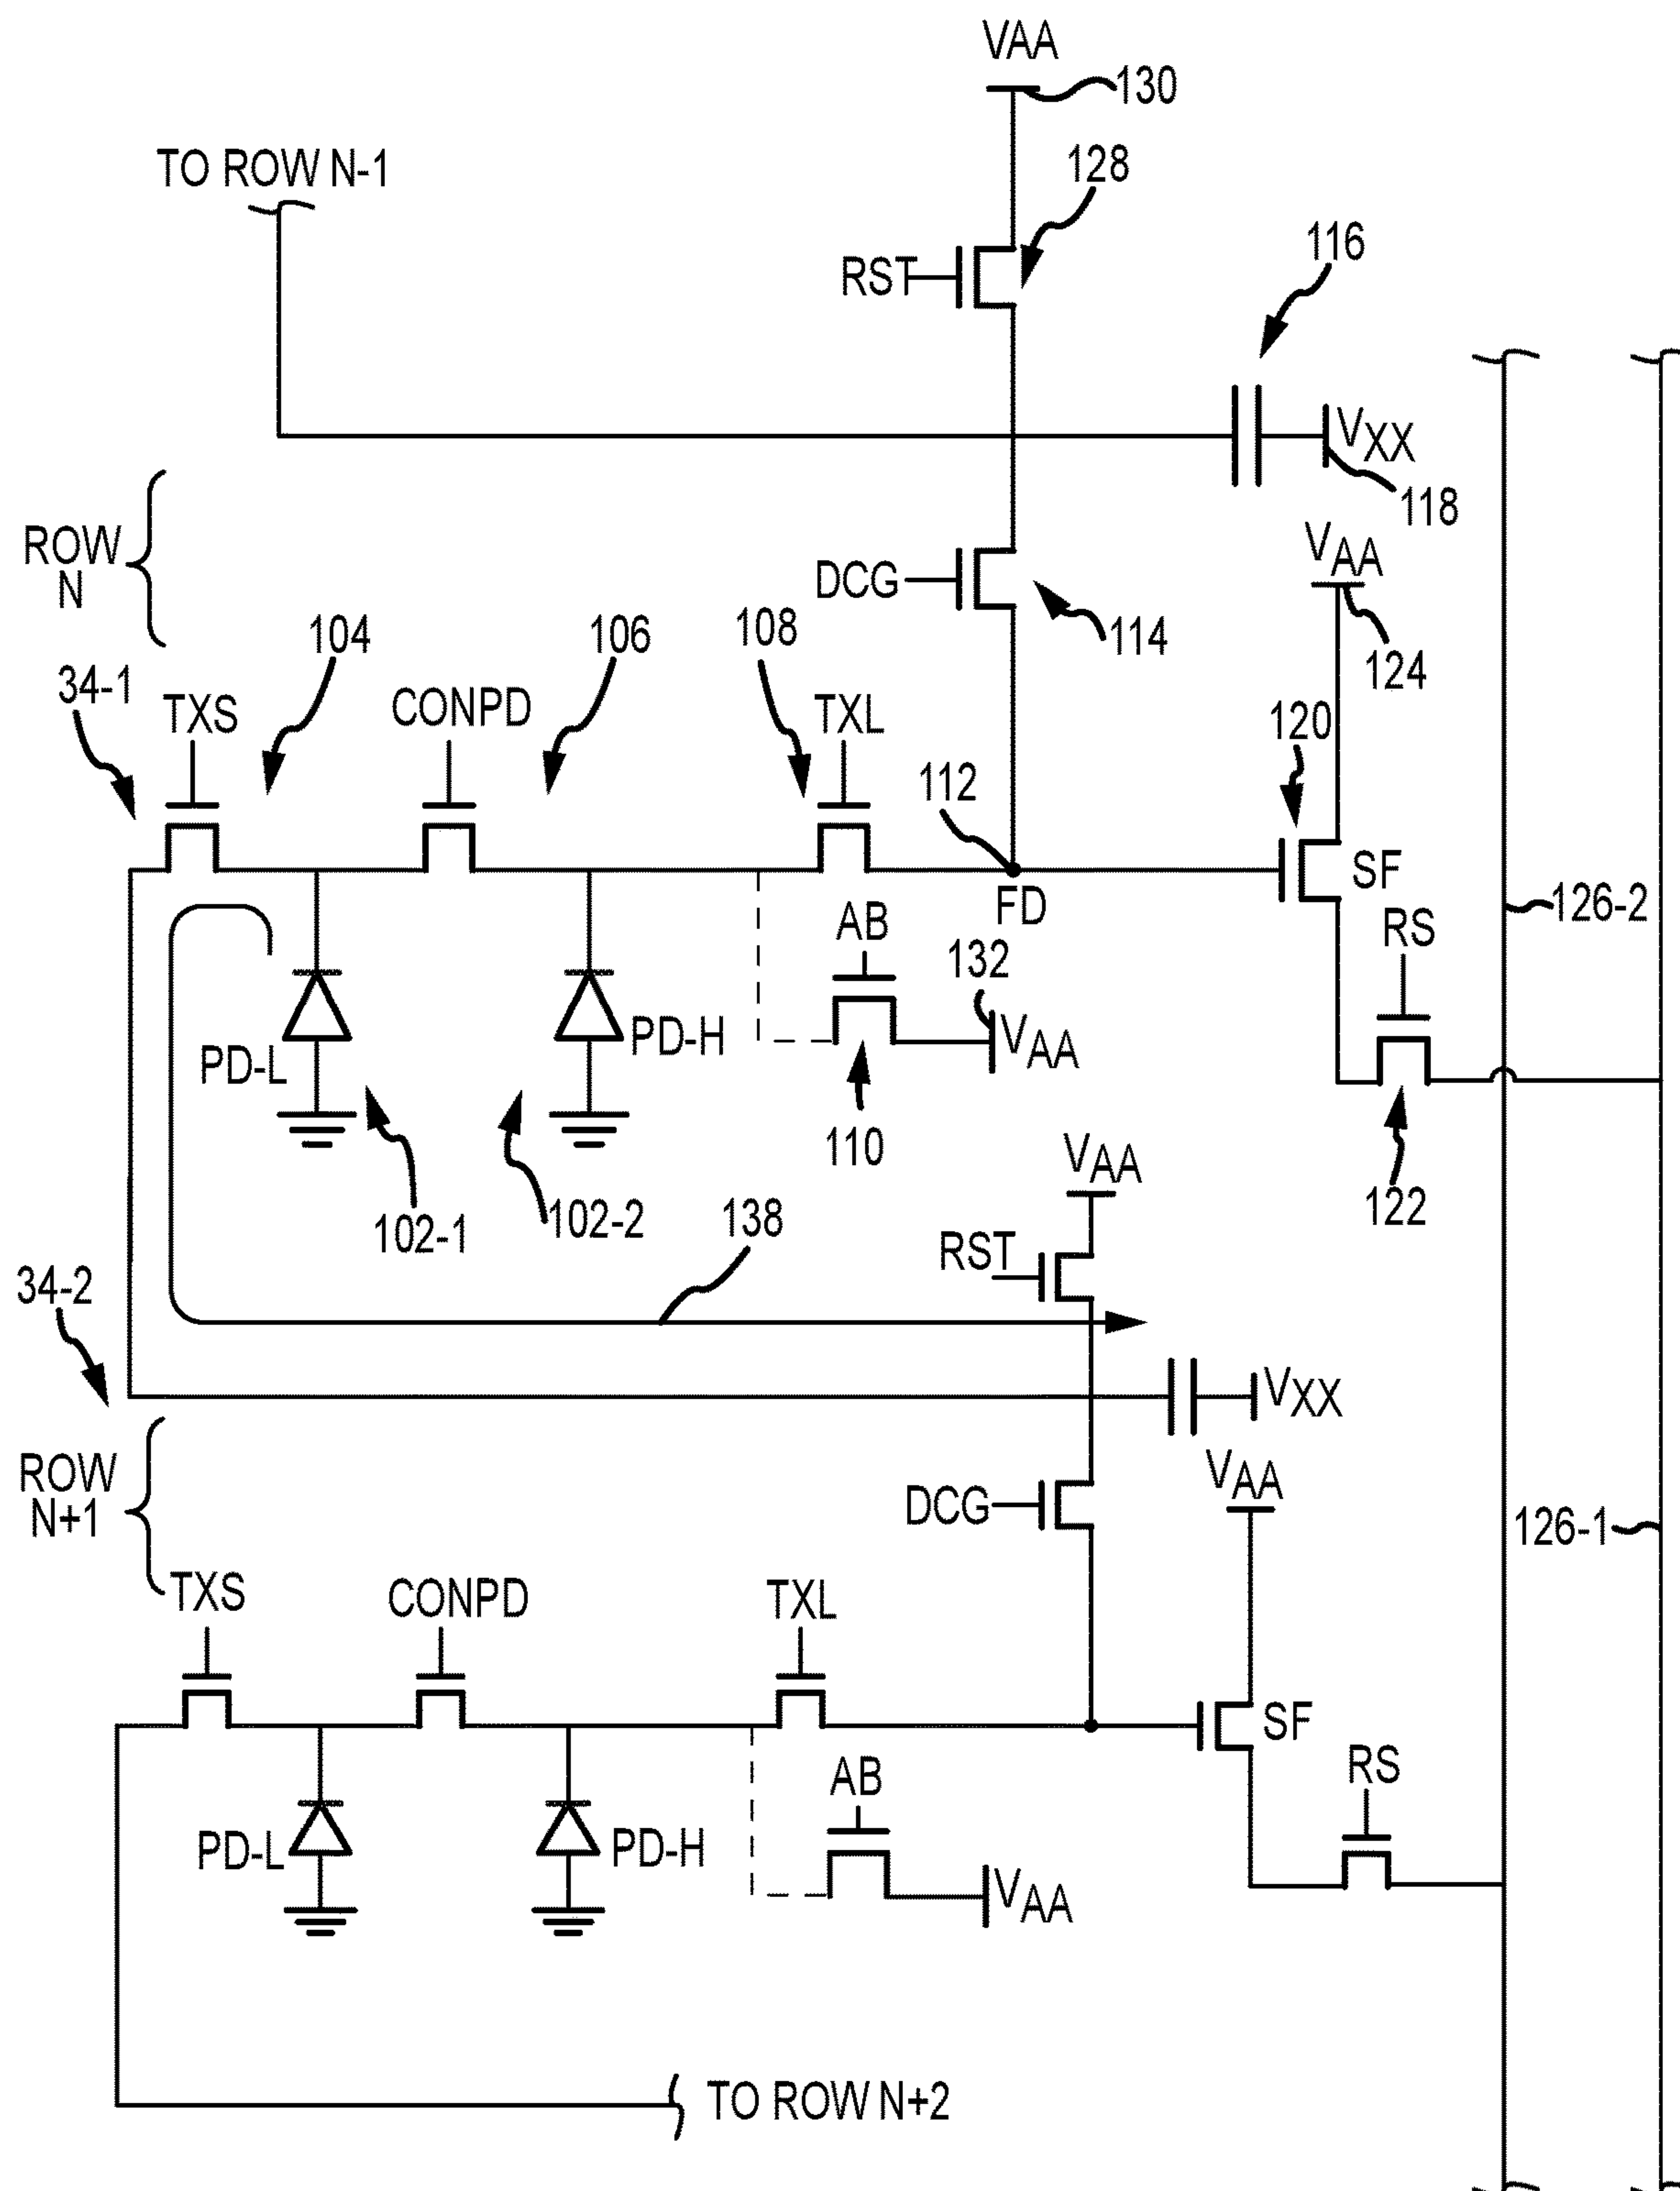 VAA
130
TO ROW N-1
128
116
RST
VXX
118
ROW
N
VAA
DCG
114
124
104
106
108
34-1
TXS
CONPD
TXL
120
112
SF
FD
126-2
AB
RS
132
PD-L
PD-H
VAA
110
122
102-1
102-2
138
VAA
RST
34-2
VXX
ROW
N+1
VAA
DCG
126-1
TXS
CONPD
TXL
SF
AB
RS
PD-L
PD-H
VAA
TO ROW N+2